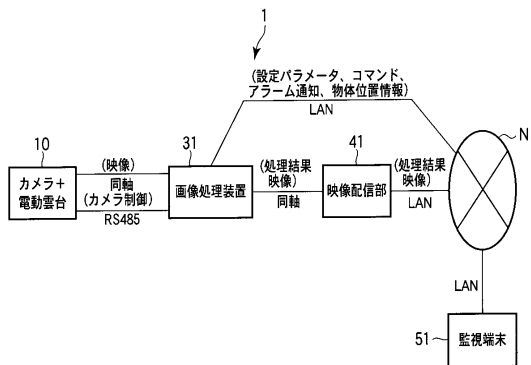 1
(設定パラメータ、コマンド、
アラーム通知、物体位置情報)
LAN
10
31
41
N
(映像)
同軸
(カメラ制御)
RS485
カメラ+
電動雲台
画像処理装置
(処理結果
映像)
同軸
映像配信部
(処理結果
映像)
LAN
LAN
51
監視端末